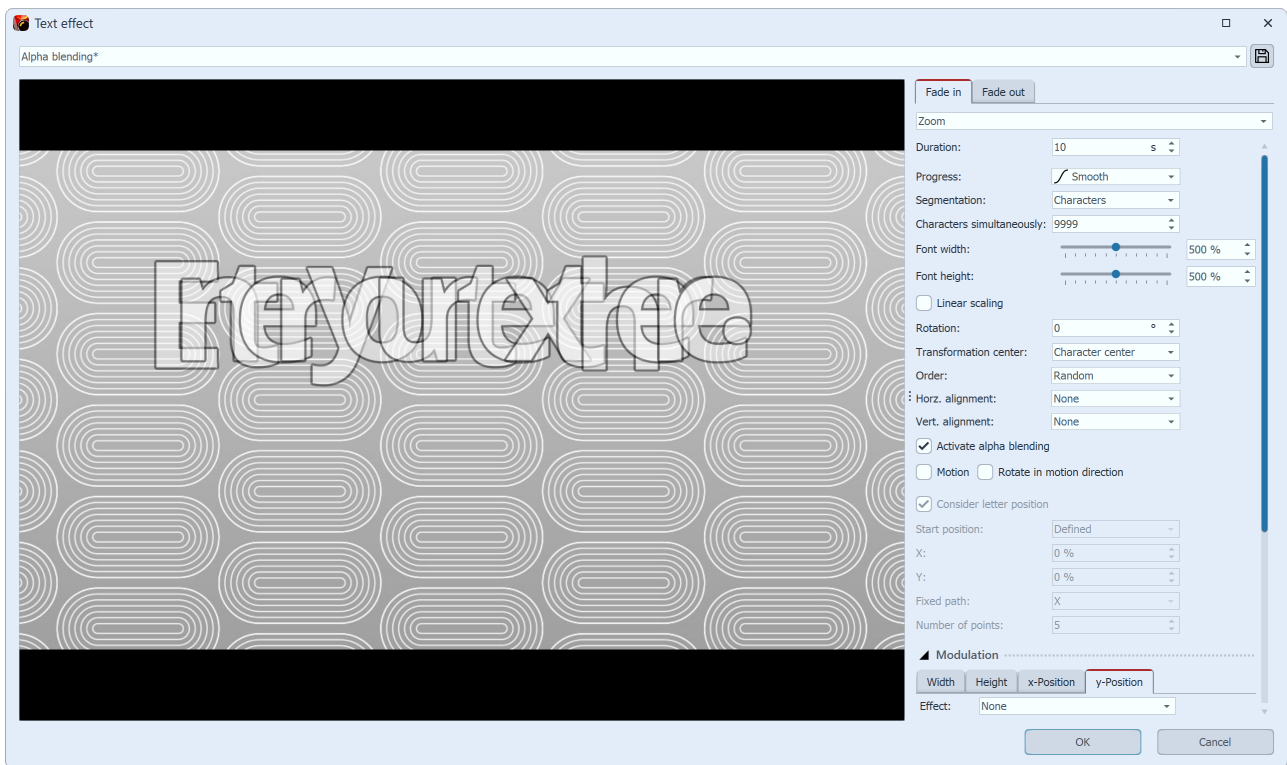 Text effect
Alpha blending*
Fade in Fade out
Zoom
Duration: 10 s
Progress: Smooth
Segmentation: Characters
Characters simultaneously: 9999
Font width: 500 %
Font height: 500 %
Linear scaling
Rotation: 0 °
Transformation center: Character center
Order: Random
Horz. alignment: None
Vert. alignment: None
Activate alpha blending
Motion Rotate in motion direction
Consider letter position
Start position: Defined
X: 0 %
Y: 0 %
Fixed path: X
Number of points: 5
Modulation
Width Height x-Position y-Position
Effect: None
OK Cancel